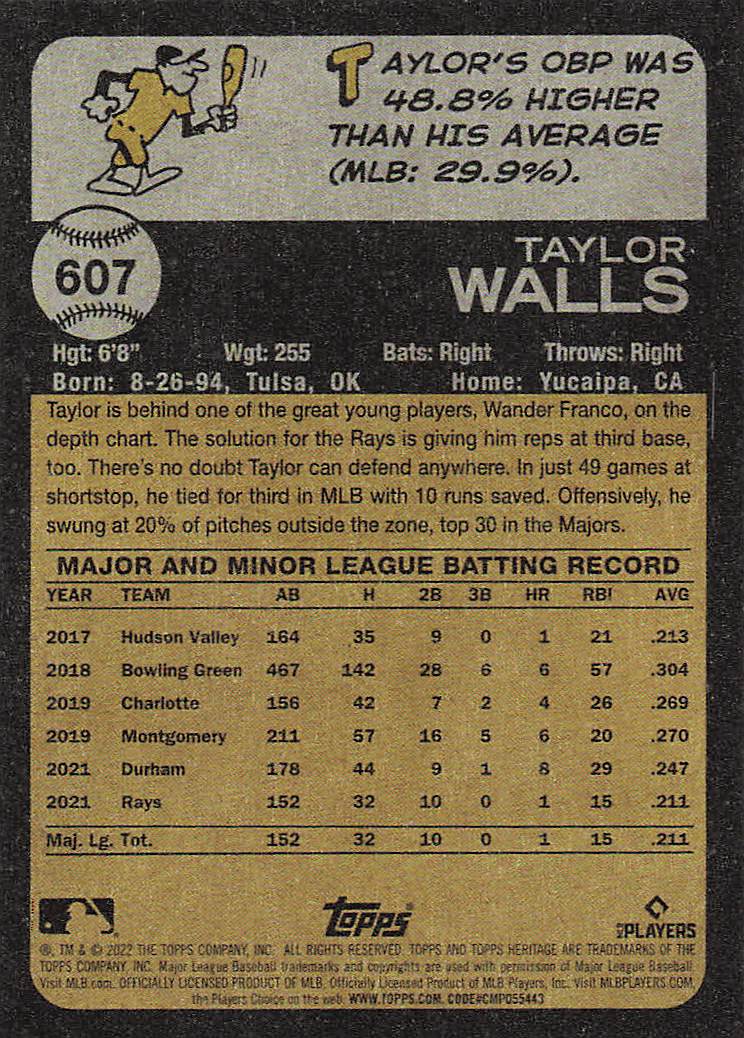 TAYLOR'S OBP WAS
48.8% HIGHER
THAN HIS AVERAGE
(MLB: 29.9%).
607
TAYLOR
WALLS
Hgt: 6'8" Wgt: 255 Bats: Right Throws: Right
Born: 8-26-94, Tulsa, OK Home: Yucaipa, CA
Taylor is behind one of the great young players, Wander Franco, on the
depth chart. The solution for the Rays is giving him reps at third base,
too. There's no doubt Taylor can defend anywhere. In just 49 games at
shortstop, he tied for third in MLB with 10 runs saved. Offensively, he
swung at 20% of pitches outside the zone, top 30 in the Majors.
MAJOR AND MINOR LEAGUE BATTING RECORD
YEAR TEAM AB H 2B 3B HR RBI AVG
2017 Hudson Valley 164 35 9 0 1 21 .213
2018 Bowling Green 467 142 28 6 6 57 .304
2019 Charlotte 156 42 7 2 4 26 .269
2019 Montgomery 211 57 16 5 6 20 .270
2021 Durham 178 44 9 1 8 29 .247
2021 Rays 152 32 10 0 1 15 .211
Maj. Lg. Tot. 152 32 10 0 1 15 .211
Topps
MLB PLAYERS
®, TM & © 2022 THE TOPPS COMPANY, INC. ALL RIGHTS RESERVED. TOPPS AND TOPPS HERITAGE ARE TRADEMARKS OF THE
TOPPS COMPANY, INC. Major League Baseball trademarks and copyrights are used with permission of Major League Baseball.
Visit MLB.com. OFFICIALLY LICENSED PRODUCT OF MLB. Officially Licensed Product of MLB Players, Inc. Visit MLBPLAYERS.COM,
the Players Choice on the web. WWW.TOPPS.COM. CODE#CMP055443